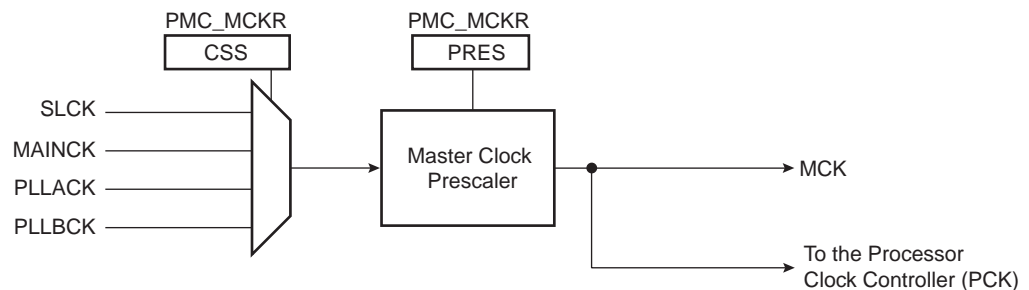 PMC_MCKR
PMC_MCKR
CSS
PRES
SLCK
MAINCK
PLLACK
PLLBCK
Master Clock
Prescaler
MCK
To the Processor
Clock Controller (PCK)